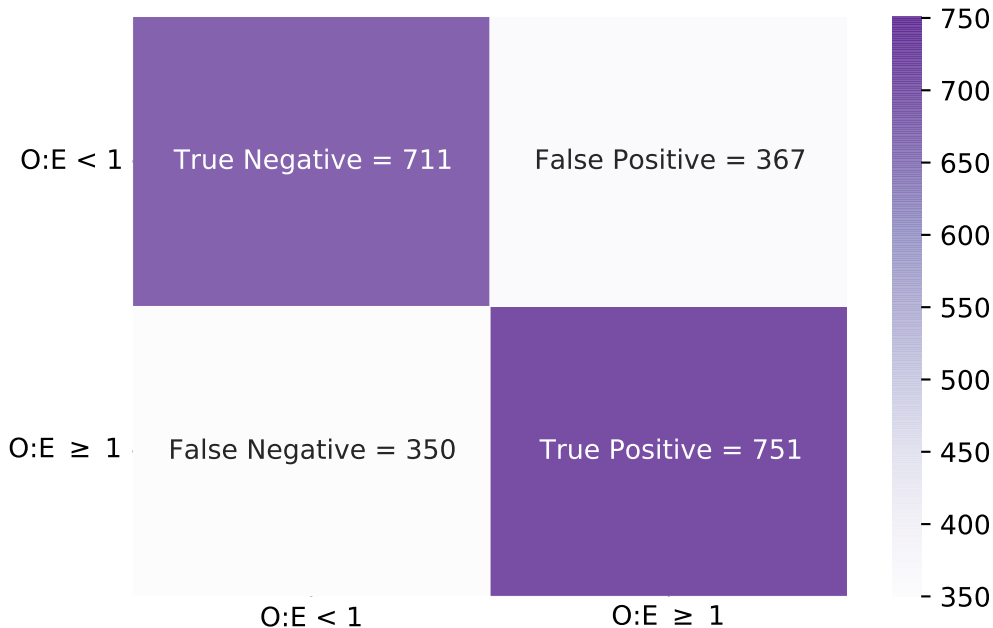 O:E < 1
True Negative = 711
False Positive = 367
O:E ≥ 1
False Negative = 350
True Positive = 751
O:E < 1
O:E ≥ 1
750
700
650
600
550
500
450
400
350